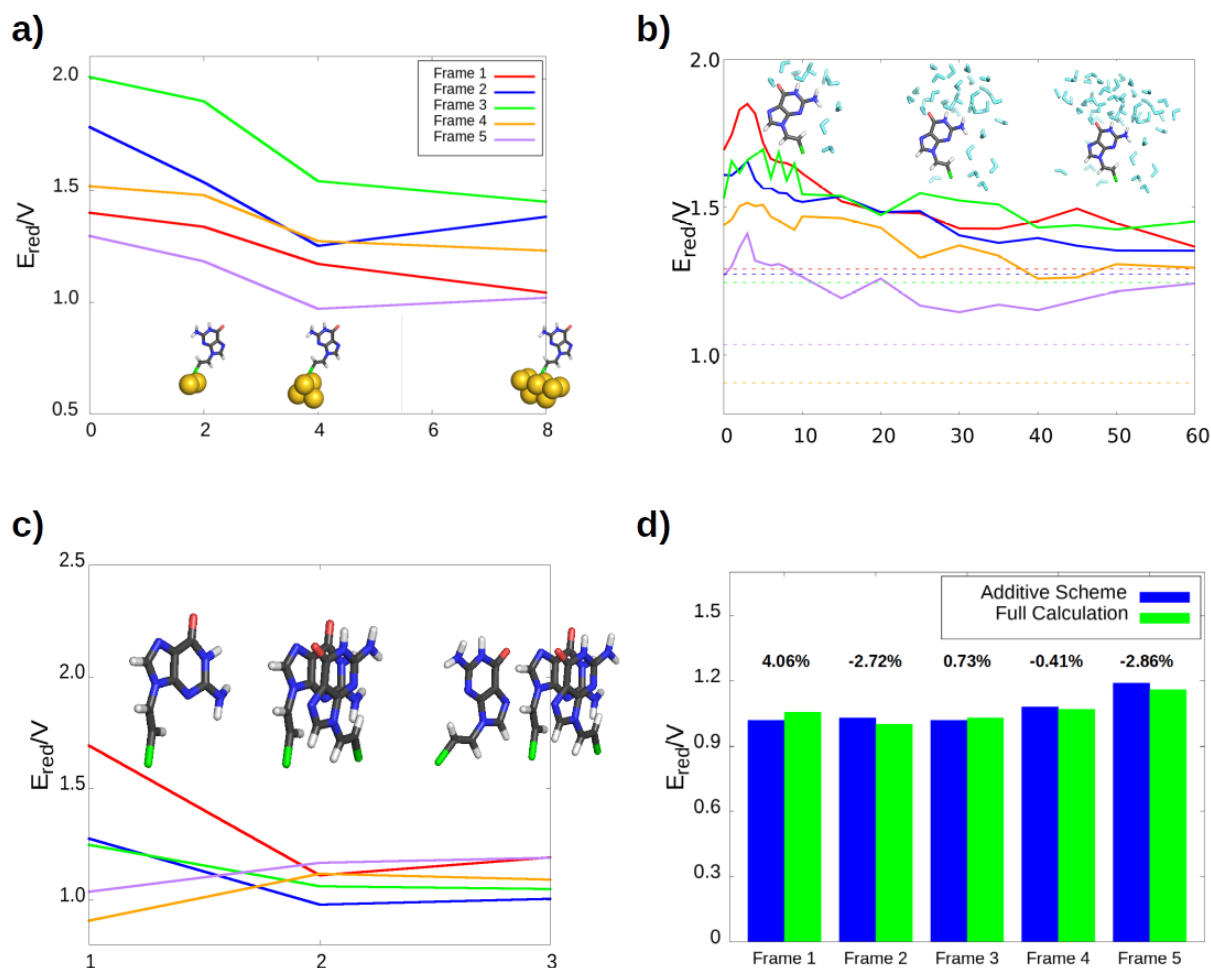 a)
2.0
1.5
1.0
0.5
E_red/V
0 2 4 6 8
Frame 1
Frame 2
Frame 3
Frame 4
Frame 5
b)
2.0
1.5
1.0
E_red/V
0 10 20 30 40 50 60
c)
2.5
2.0
1.5
1.0
E_red/V
1 2 3
d)
Additive Scheme
Full Calculation
1.5
1.2
0.9
0.6
0.3
0
E_red/V
4.06% -2.72% 0.73% -0.41% -2.86%
Frame 1 Frame 2 Frame 3 Frame 4 Frame 5